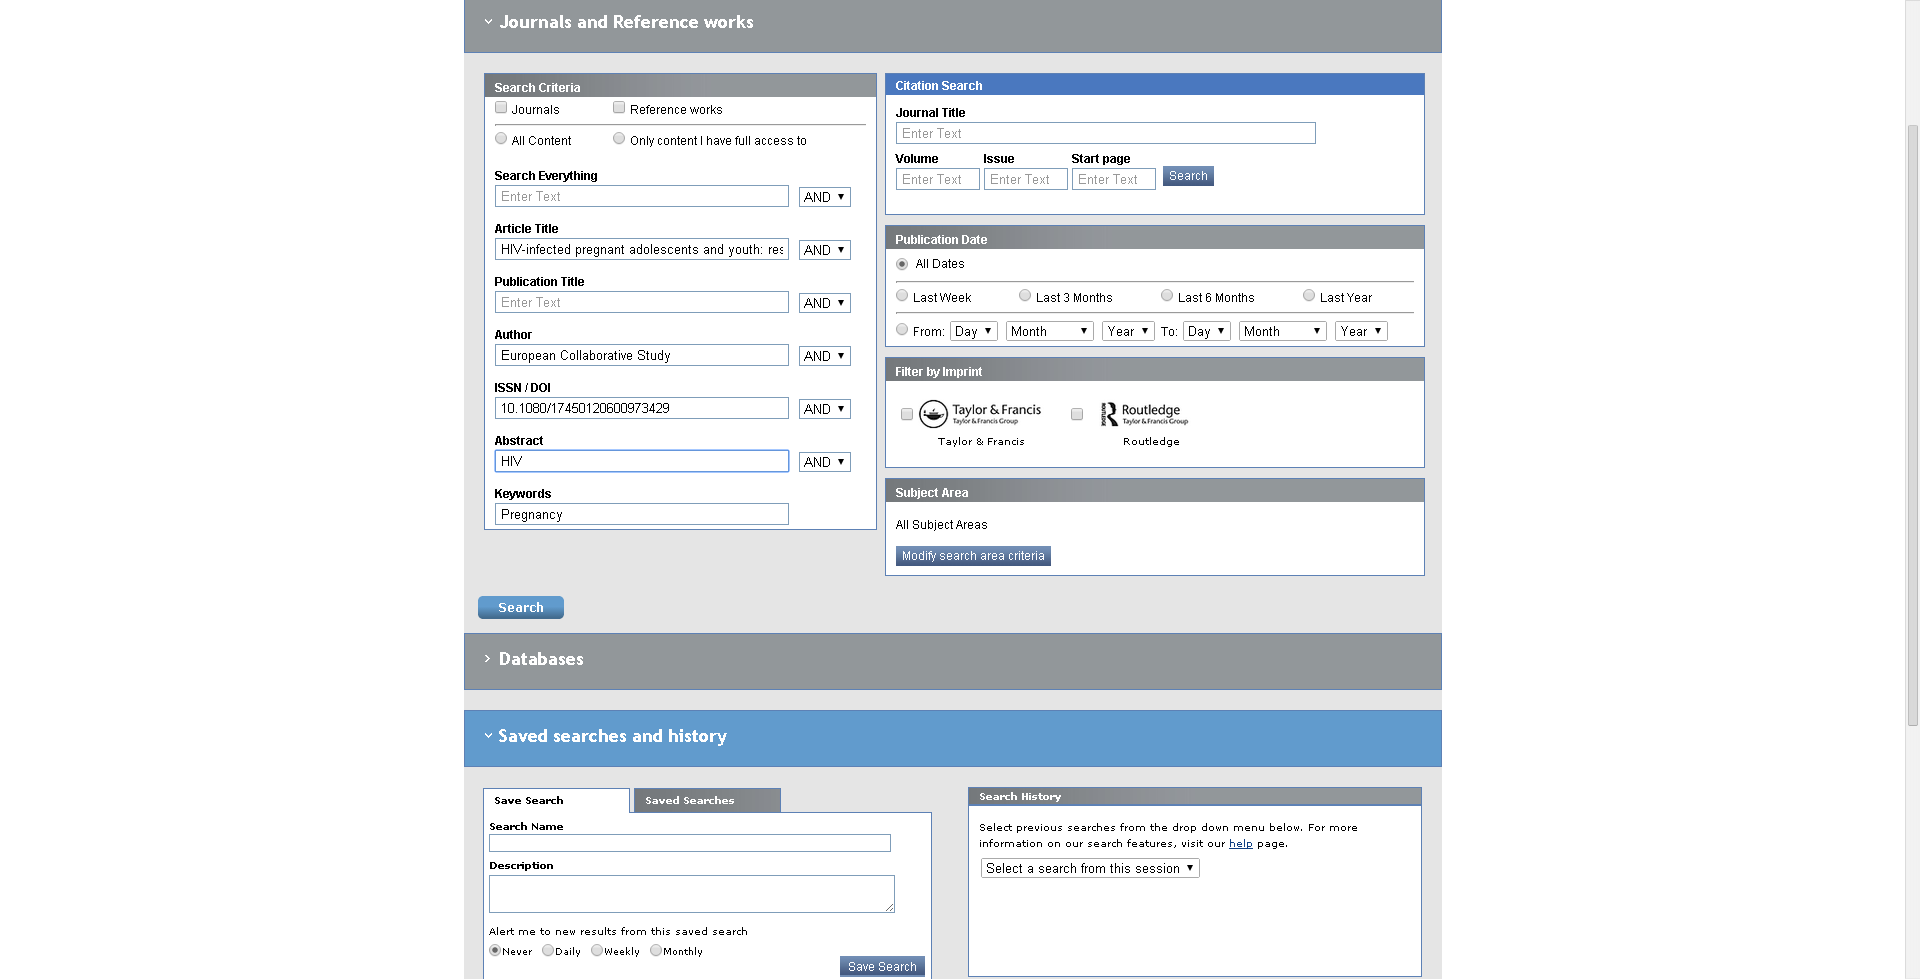 Journals and Reference works
Search Criteria
Journals
Reference works
All Content
Only content I have full access to
Search Everything
Enter Text
AND
Article Title
HIV-infected pregnant adolescents and youth: res
AND
Publication Title
Enter Text
AND
Author
European Collaborative Study
AND
ISSN / DOI
10.1080/17450120600973429
AND
Abstract
HIV
AND
Keywords
Pregnancy
Citation Search
Journal Title
Enter Text
Volume Issue Start page
Enter Text Enter Text Enter Text Search
Publication Date
All Dates
Last Week Last 3 Months Last 6 Months Last Year
From: Day Month Year To: Day Month Year
Filter by Imprint
Taylor & Francis
Taylor & Francis Group
Taylor & Francis
ROUTLEDGE
Routledge
Taylor & Francis Group
Routledge
Subject Area
All Subject Areas
Modify search area criteria
Search
Databases
Saved searches and history
Save Search
Saved Searches
Search Name
Description
Alert me to new results from this saved search
Never Daily Weekly Monthly
Save Search
Search History
Select previous searches from the drop down menu below. For more
information on our search features, visit our help page.
Select a search from this session